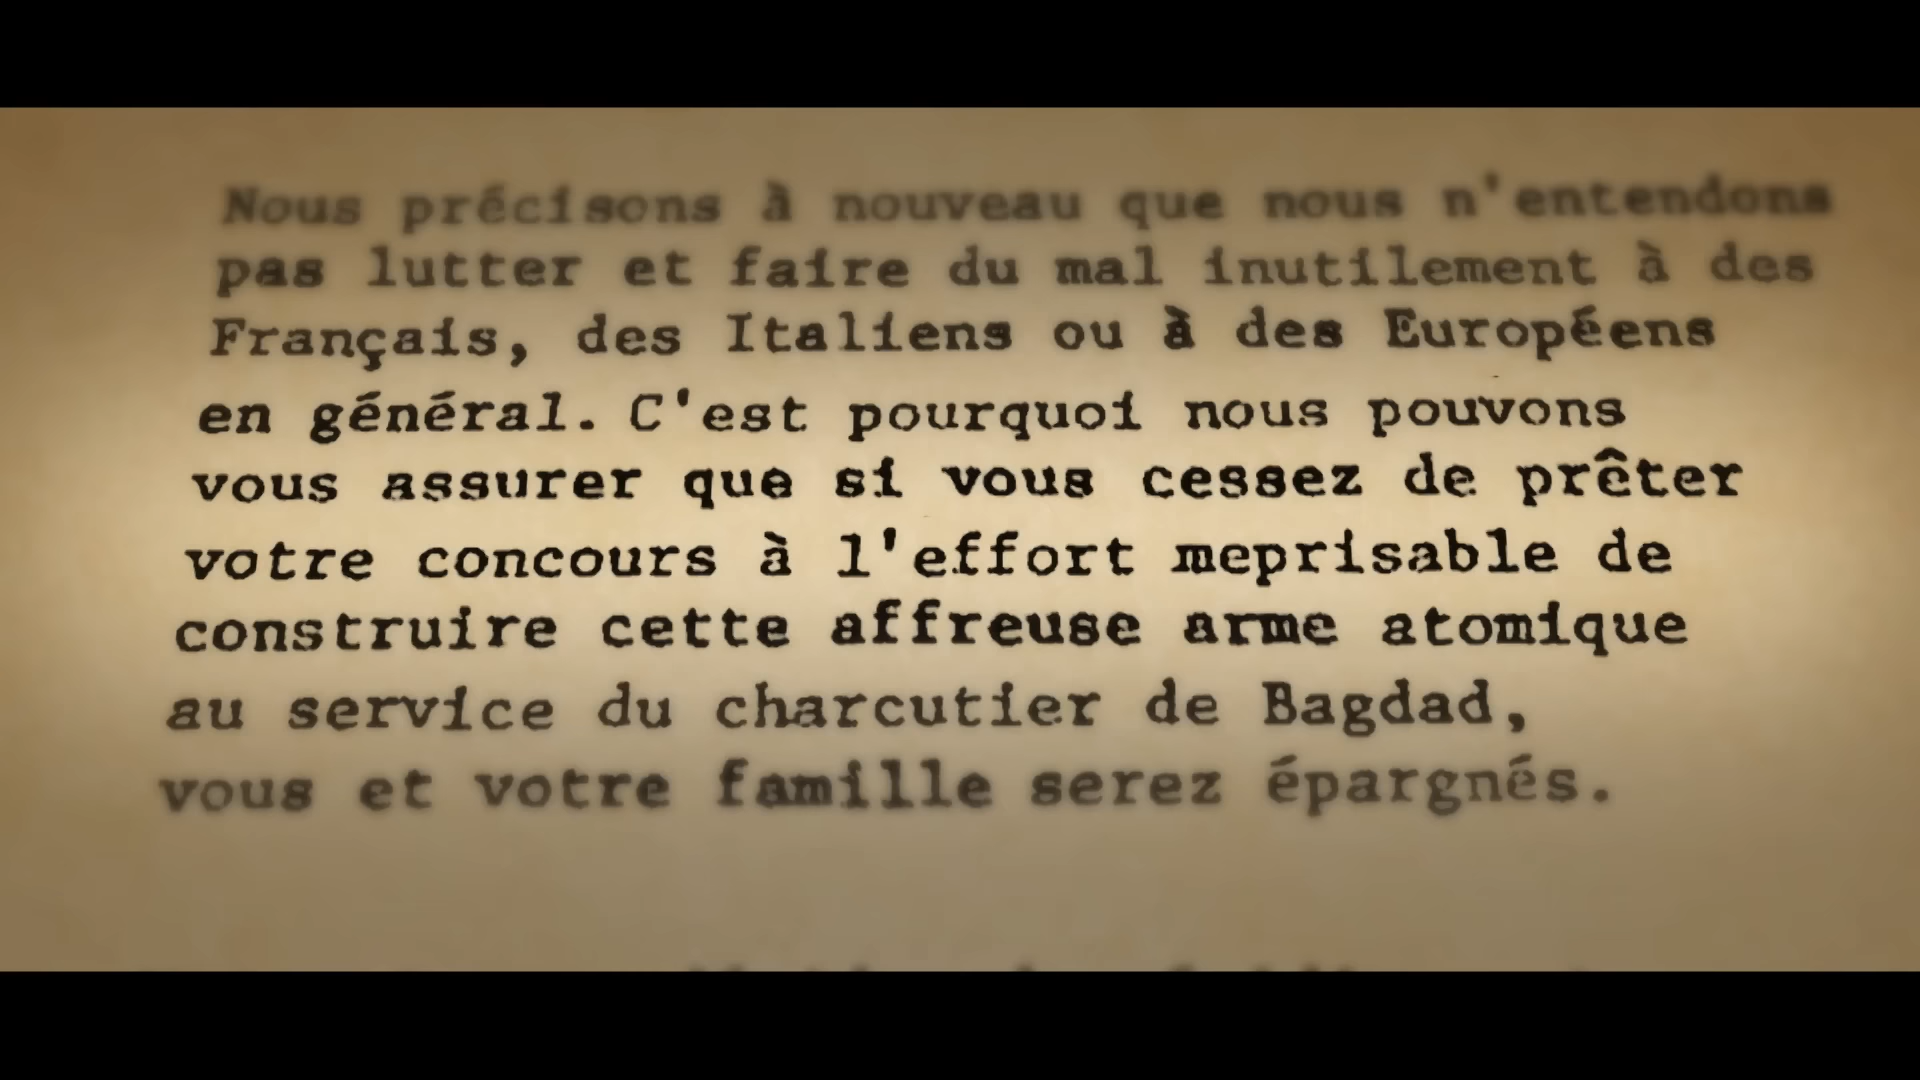 Nous précisons à nouveau que nous n'entendons
pas lutter et faire du mal inutilement à des
Français, des Italiens ou à des Européens
en général. C'est pourquoi nous pouvons
vous assurer que si vous cessez de prêter
votre concours à l'effort meprisable de
construire cette affreuse arme atomique
au service du charcutier de Bagdad,
vous et votre famille serez épargnés.